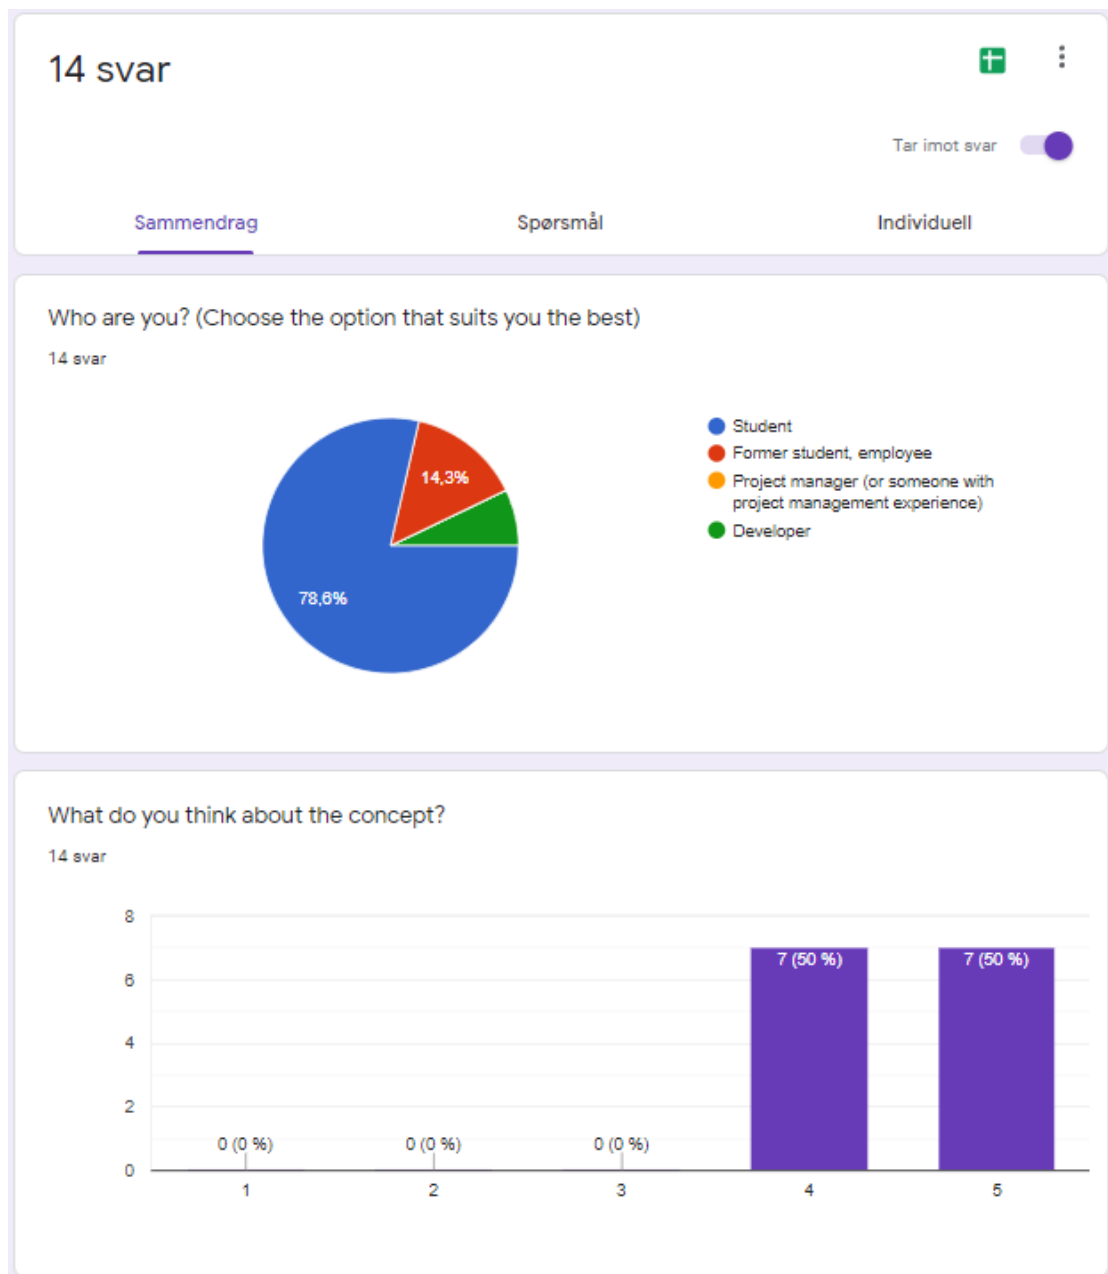 14 svar
Tar imot svar
Sammendrag Spørsmål Individuell
Who are you? (Choose the option that suits you the best)
14 svar
Student
Former student, employee
Project manager (or someone with
project management experience)
Developer
14,3%
78,6%
What do you think about the concept?
14 svar
8
6
4
2
0
0 (0 %) 0 (0 %) 0 (0 %) 7 (50 %) 7 (50 %)
1 2 3 4 5